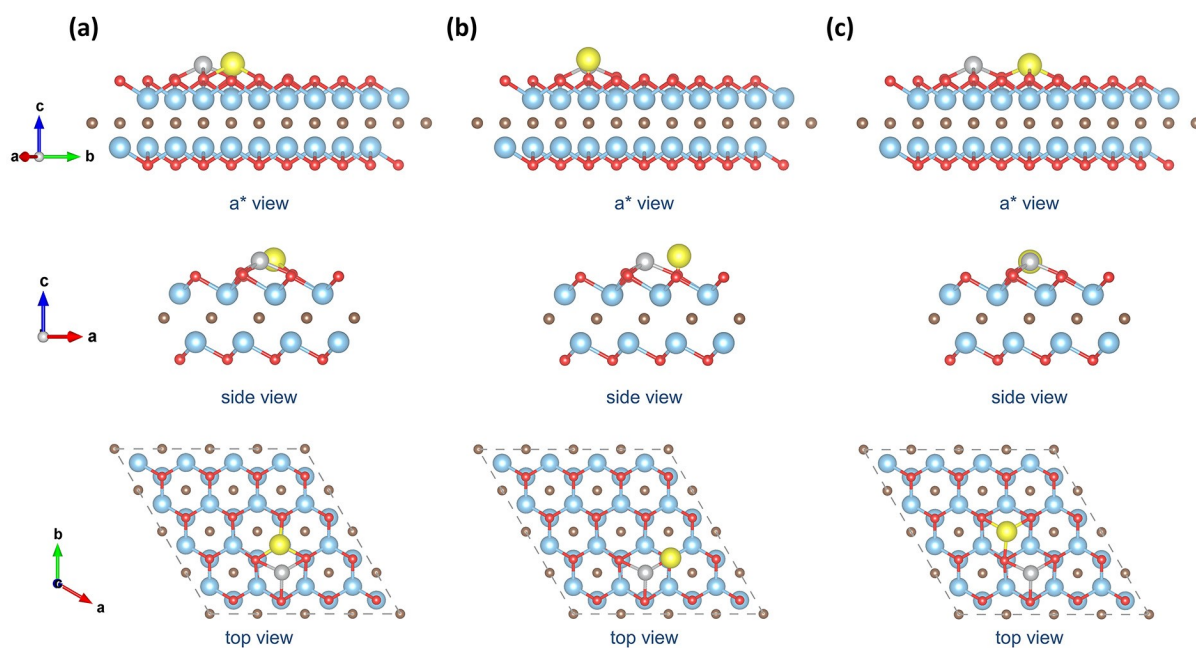 (a) (b) (c)
c
a b
a* view a* view a* view
c
a
side view side view side view
b
a
top view top view top view